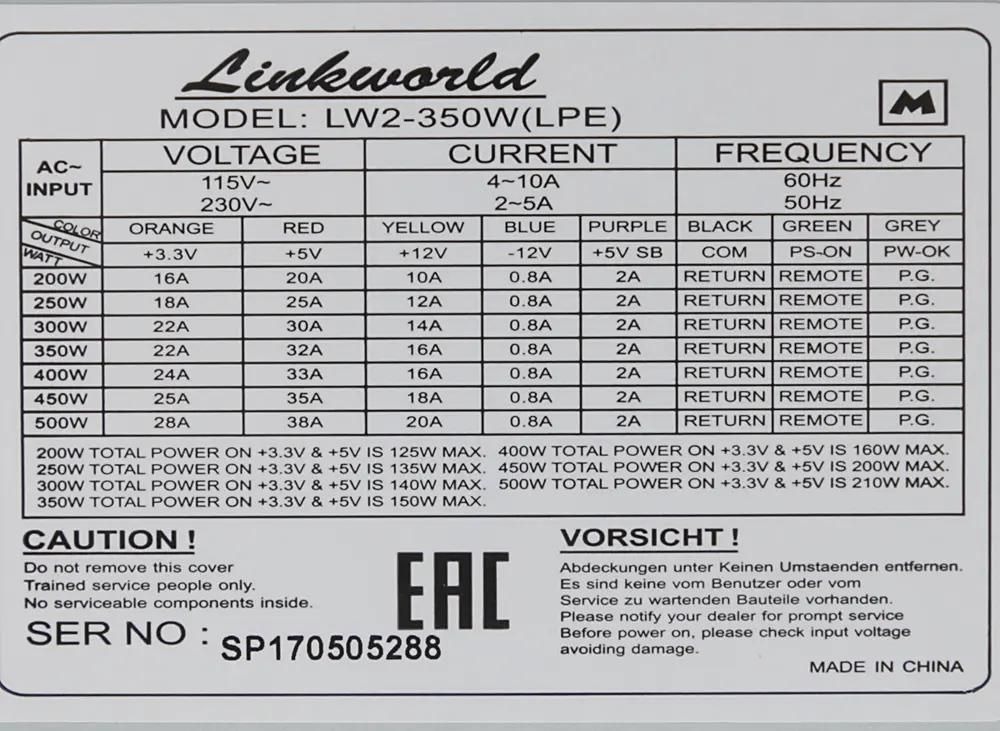 Linkworld
MODEL: LW2-350W(LPE)
M
AC~ INPUT VOLTAGE CURRENT FREQUENCY
115V~ 4~10A 60Hz
230V~ 2~5A 50Hz
COLOR ORANGE RED YELLOW BLUE PURPLE BLACK GREEN GREY
OUTPUT WATT +3.3V +5V +12V -12V +5V SB COM PS-ON PW-OK
200W 16A 20A 10A 0.8A 2A RETURN REMOTE P.G.
250W 18A 25A 12A 0.8A 2A RETURN REMOTE P.G.
300W 22A 30A 14A 0.8A 2A RETURN REMOTE P.G.
350W 22A 32A 16A 0.8A 2A RETURN REMOTE P.G.
400W 24A 33A 16A 0.8A 2A RETURN REMOTE P.G.
450W 25A 35A 18A 0.8A 2A RETURN REMOTE P.G.
500W 28A 38A 20A 0.8A 2A RETURN REMOTE P.G.
200W TOTAL POWER ON +3.3V & +5V IS 125W MAX. 400W TOTAL POWER ON +3.3V & +5V IS 160W MAX.
250W TOTAL POWER ON +3.3V & +5V IS 135W MAX. 450W TOTAL POWER ON +3.3V & +5V IS 200W MAX.
300W TOTAL POWER ON +3.3V & +5V IS 140W MAX. 500W TOTAL POWER ON +3.3V & +5V IS 210W MAX.
350W TOTAL POWER ON +3.3V & +5V IS 150W MAX.
CAUTION !
Do not remove this cover
Trained service people only.
No serviceable components inside.
SER NO : SP170505288
EAC
VORSICHT !
Abdeckungen unter Keinen Umstaenden entfernen.
Es sind keine vom Benutzer oder vom
Service zu wartenden Bauteile vorhanden.
Please notify your dealer for prompt service
Before power on, please check input voltage
avoiding damage.
MADE IN CHINA